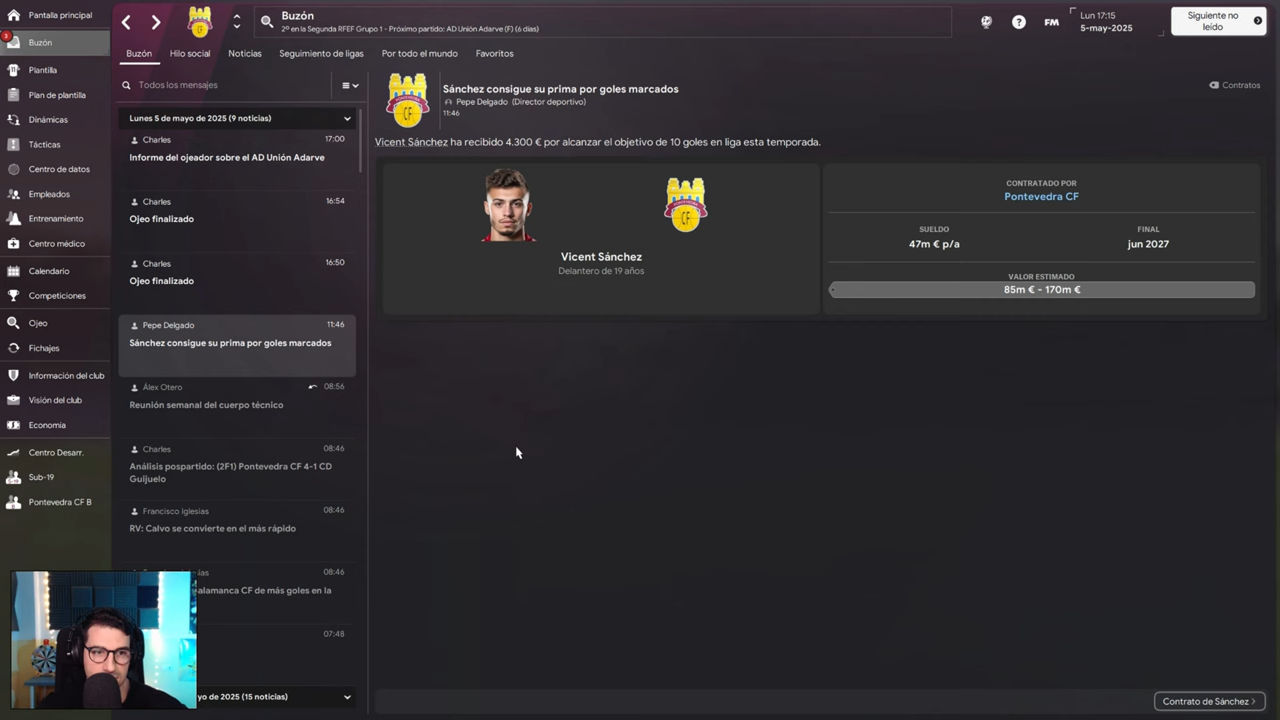 Pantalla principal
3
Buzón
Plantilla
Plan de plantilla
Dinámicas
Tácticas
Centro de datos
Empleados
Entrenamiento
Centro médico
Calendario
Competiciones
Ojeo
Fichajes
Información del club
Visión del club
Economía
Centro Desarr.
Sub-19
Pontevedra CF B
Buzón
2º en la Segunda RFEF Grupo 1 - Próximo partido: AD Unión Adarve (F) (6 días)
?
FM
Lun 17:15
5-may-2025
Siguiente no leído
Buzón
Hilo social
Noticias
Seguimiento de ligas
Por todo el mundo
Favoritos
Todos los mensajes
Lunes 5 de mayo de 2025 (9 noticias)
Charles 17:00
Informe del ojeador sobre el AD Unión Adarve
Charles 16:54
Ojeo finalizado
Charles 16:50
Ojeo finalizado
Pepe Delgado 11:46
Sánchez consigue su prima por goles marcados
Álex Otero 08:56
Reunión semanal del cuerpo técnico
Charles 08:46
Análisis pospartido: (2F1) Pontevedra CF 4-1 CD
Guijuelo
Francisco Iglesias 08:46
RV: Calvo se convierte en el más rápido
08:46
alamanca CF de más goles en la
07:48
yo de 2025 (15 noticias)
Sánchez consigue su prima por goles marcados
Pepe Delgado (Director deportivo)
11:46
Contratos
Vicent Sánchez ha recibido 4.300 € por alcanzar el objetivo de 10 goles en liga esta temporada.
Vicent Sánchez
Delantero de 19 años
CONTRATADO POR
Pontevedra CF
SUELDO
47m € p/a
FINAL
jun 2027
VALOR ESTIMADO
85m € - 170m €
Contrato de Sánchez